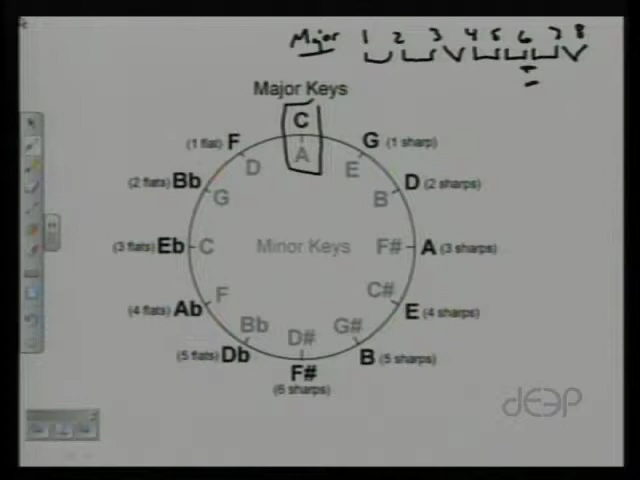 Major 1 2 3 4 5 6 7 8
Major Keys
C
(1 flat) F G (1 sharp)
A
D E
(2 flats) Bb D (2 sharps)
G B
(3 flats) Eb C Minor Keys F# A (3 sharps)
F C#
(4 flats) Ab E (4 sharps)
Bb D# G#
(5 flats) Db B (5 sharps)
F#
(6 sharps)
deep